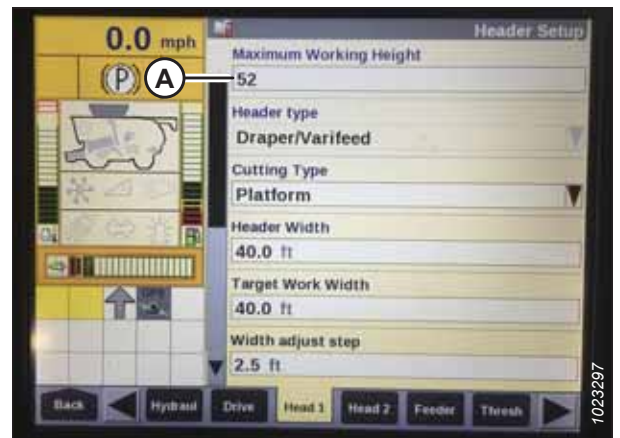 0.0 mph
(P)
A
Header Setup
Maximum Working Height
52
Header type
Draper/Varifeed
Cutting Type
Platform
Header Width
40.0 ft
Target Work Width
40.0 ft
Width adjust step
2.5 ft
Back
Hydraul
Drive
Head 1
Head 2
Feeder
Thresh
1023297